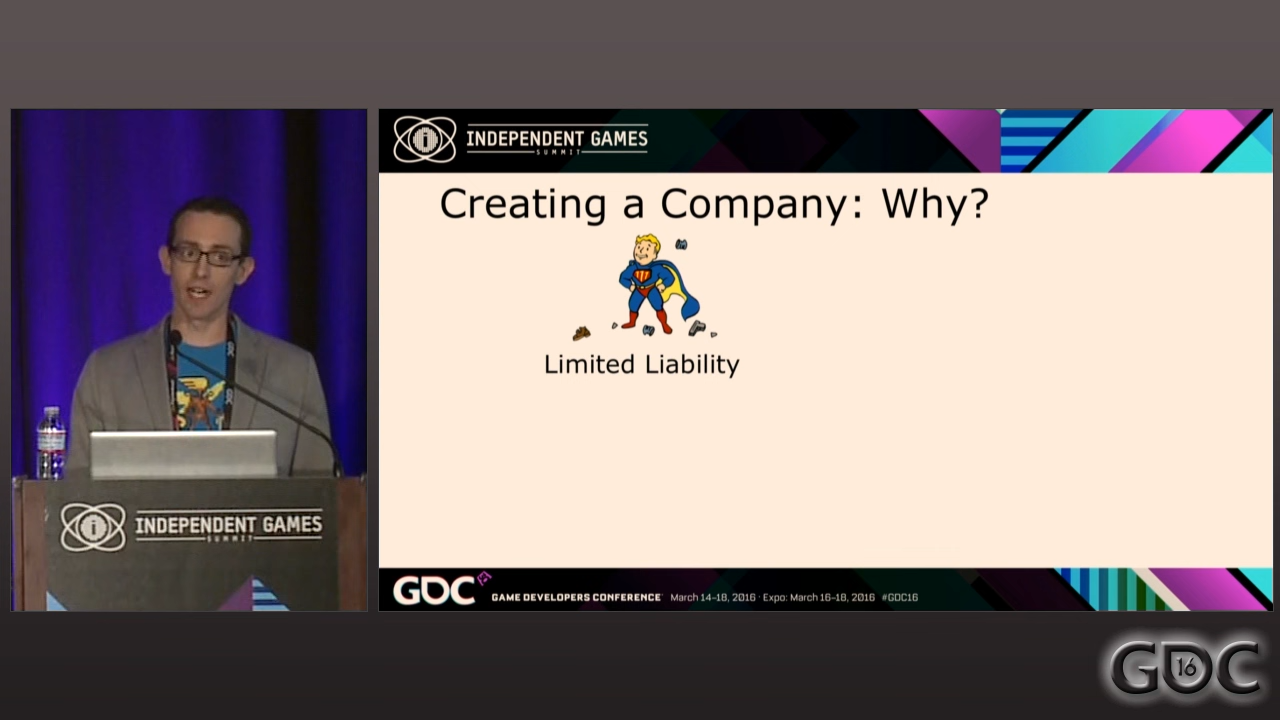 INDEPENDENT GAMES
SUMMIT
Creating a Company: Why?
Limited Liability
INDEPENDENT GAMES
SUMMIT
GDC
GAME DEVELOPERS CONFERENCE March 14-18, 2016 · Expo: March 16-18, 2016 #GDC16
GDC 16